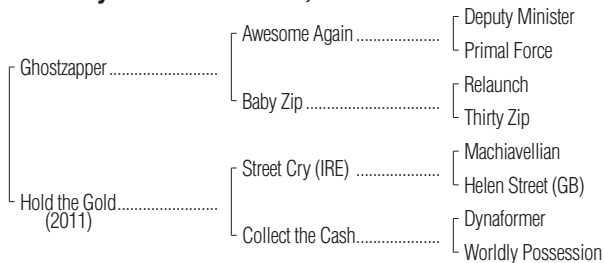 Deputy Minister
Awesome Again ..................
Primal Force
Ghostzapper ........................
Relaunch
Baby Zip .............................
Thirty Zip
Machiavellian
Street Cry (IRE) ..................
Helen Street (GB)
Hold the Gold ......................
(2011)
Dynaformer
Collect the Cash ..................
Worldly Possession